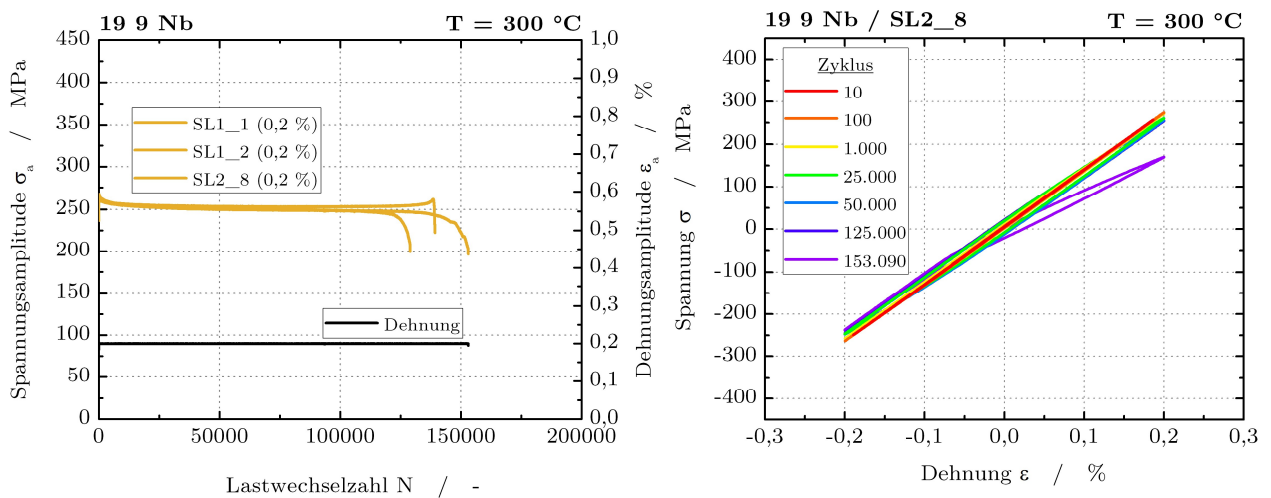 19 9 Nb T = 300 °C
450
400
350
300
250
200
150
100
50
0
1,0
0,9
0,8
0,7
0,6
0,5
0,4
0,3
0,2
0,1
0,0
Spannungsamplitude σa / MPa
Dehnungsamplitude εa / %
SL1_1 (0,2 %)
SL1_2 (0,2 %)
SL2_8 (0,2 %)
Dehnung
0 50000 100000 150000 200000
Lastwechselzahl N / -
19 9 Nb / SL2_8 T = 300 °C
400
300
200
100
0
-100
-200
-300
-400
Spannung σ / MPa
Zyklus
10
100
1.000
25.000
50.000
125.000
153.090
-0,3 -0,2 -0,1 0,0 0,1 0,2 0,3
Dehnung ε / %